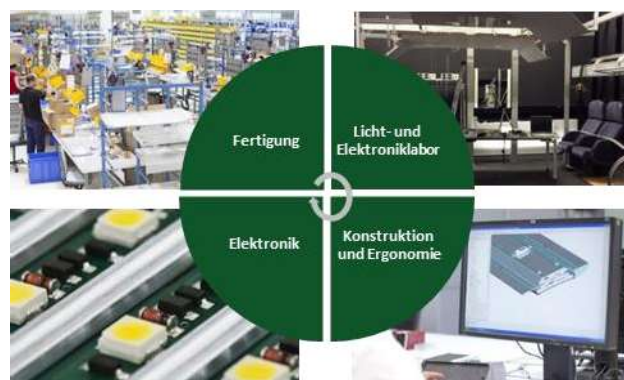 Fertigung
Licht- und
Elektroniklabor
Elektronik
Konstruktion
und Ergonomie